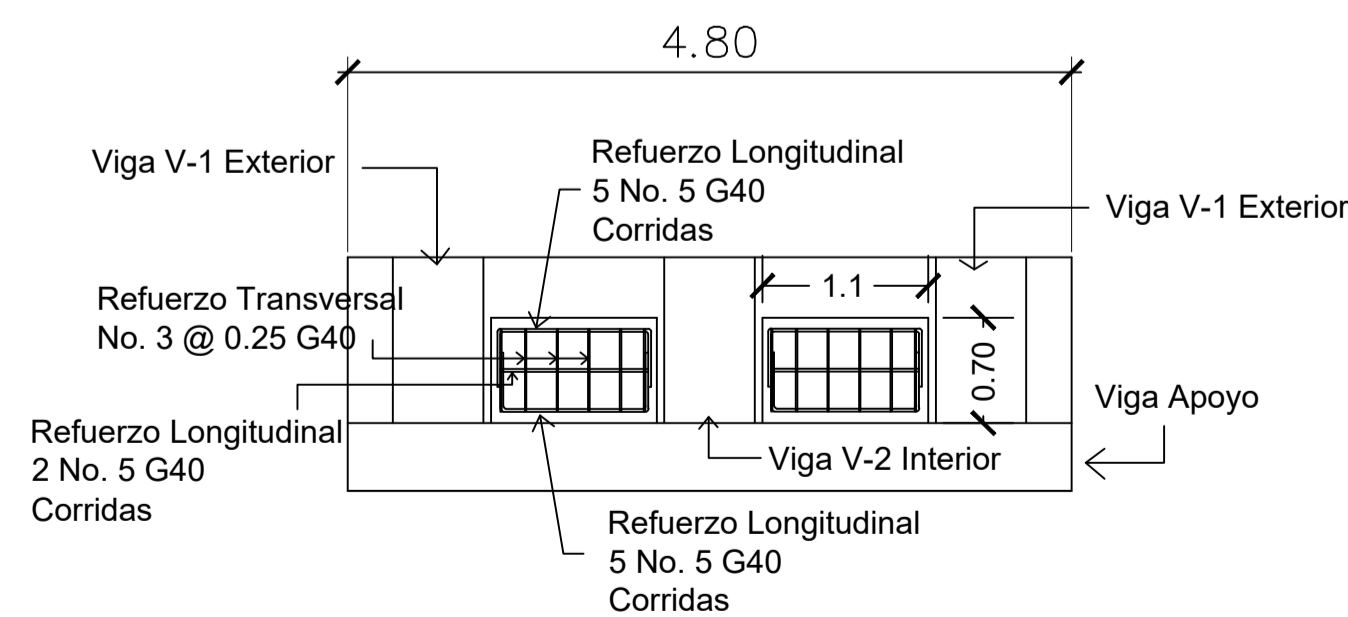 4.80
Viga V-1 Exterior
Refuerzo Longitudinal
5 No. 5 G40
Corridas
Viga V-1 Exterior
Refuerzo Transversal
No. 3 @ 0.25 G40
1.1
0.70
Viga Apoyo
Refuerzo Longitudinal
2 No. 5 G40
Corridas
Viga V-2 Interior
Refuerzo Longitudinal
5 No. 5 G40
Corridas